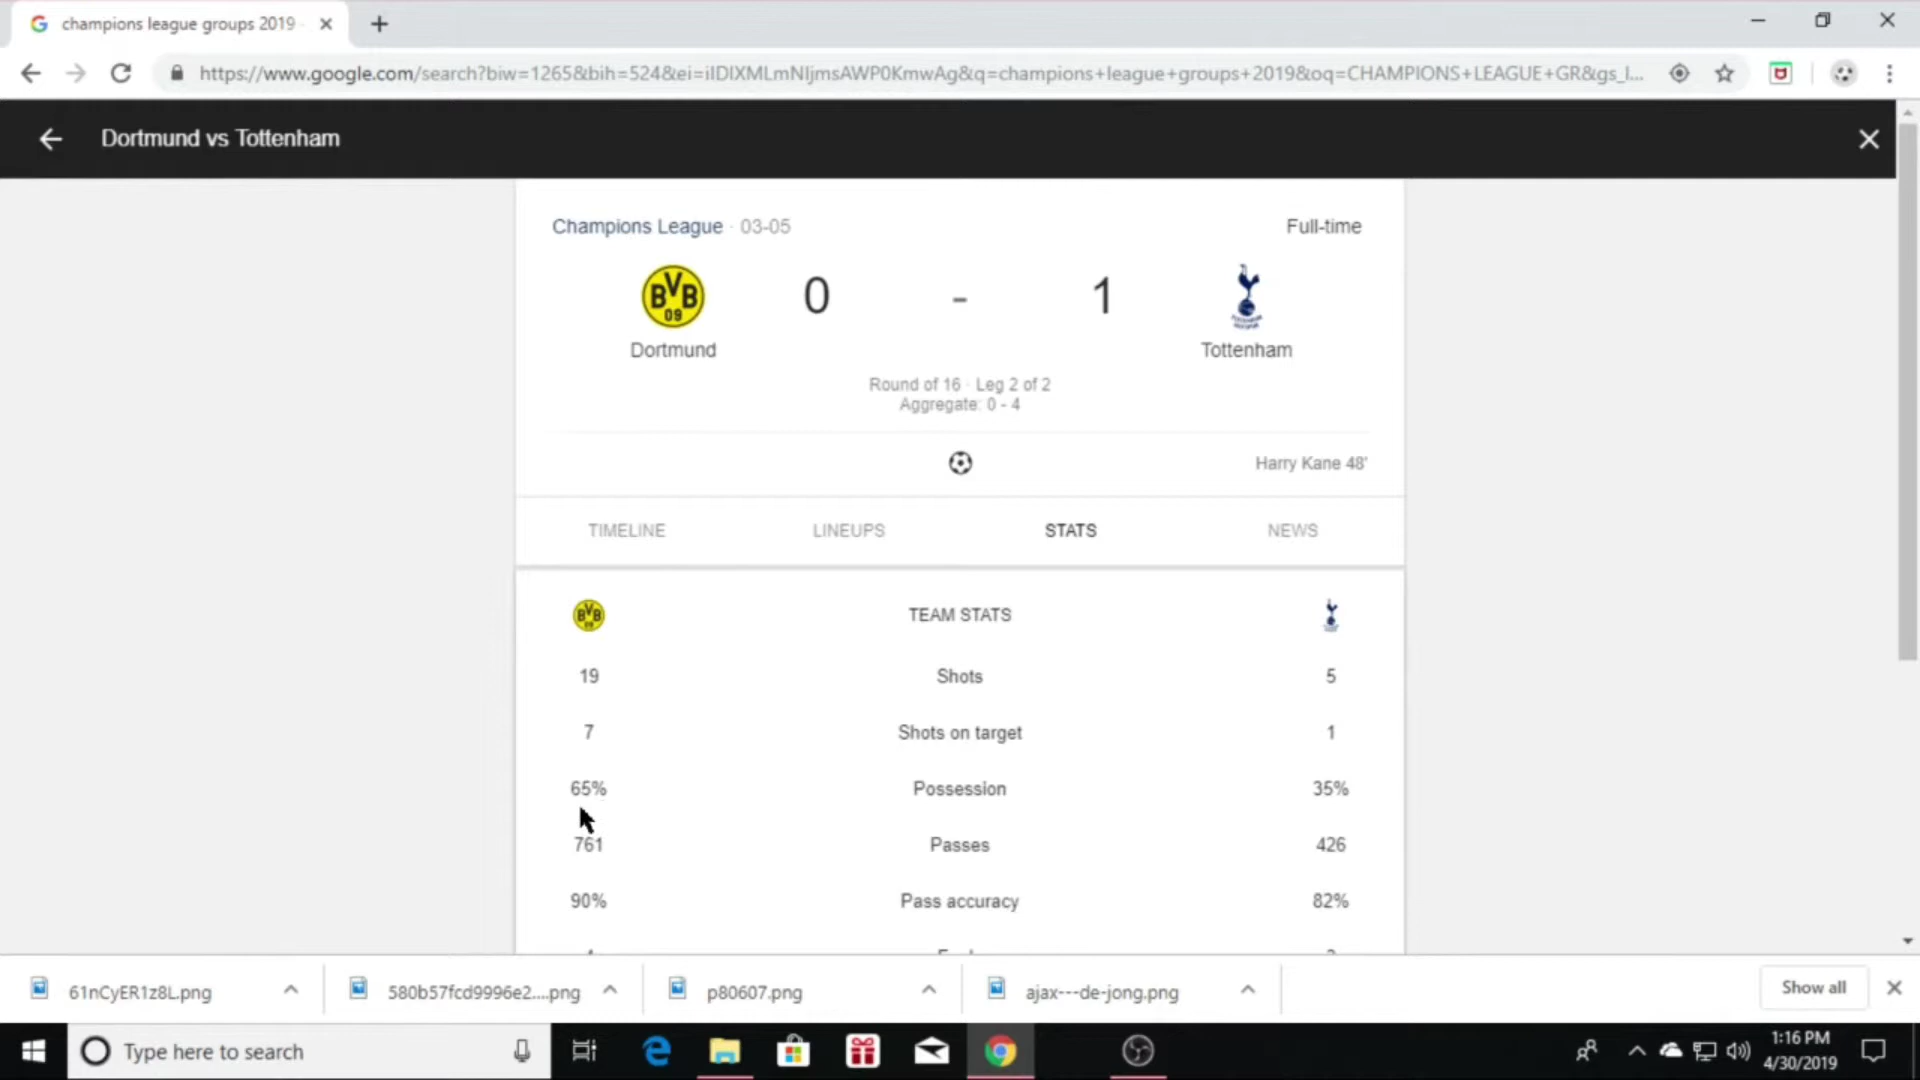 champions league groups 2019
https://www.google.com/search?biw=1265&bih=524&ei=iIDIXMLmNIjmsAWP0KmwAg&q=champions+league+groups+2019&oq=CHAMPIONS+LEAGUE+GR&gs_l...
Dortmund vs Tottenham
Champions League · 03-05 Full-time
BVB 09 0 - 1
Dortmund Tottenham
Round of 16 · Leg 2 of 2
Aggregate: 0 - 4
Harry Kane 48'
TIMELINE LINEUPS STATS NEWS
BVB 09 TEAM STATS
19 Shots 5
7 Shots on target 1
65% Possession 35%
761 Passes 426
90% Pass accuracy 82%
61nCyER1z8L.png 580b57fcd9996e2....png p80607.png ajax---de-jong.png Show all
Type here to search
1:16 PM
4/30/2019